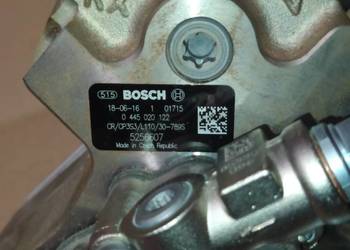 515 BOSCH
18-06-16 1 01715
0 445 020 122
CR/CP3S3/L110/30-789S
5256607
Made in Czech Republic